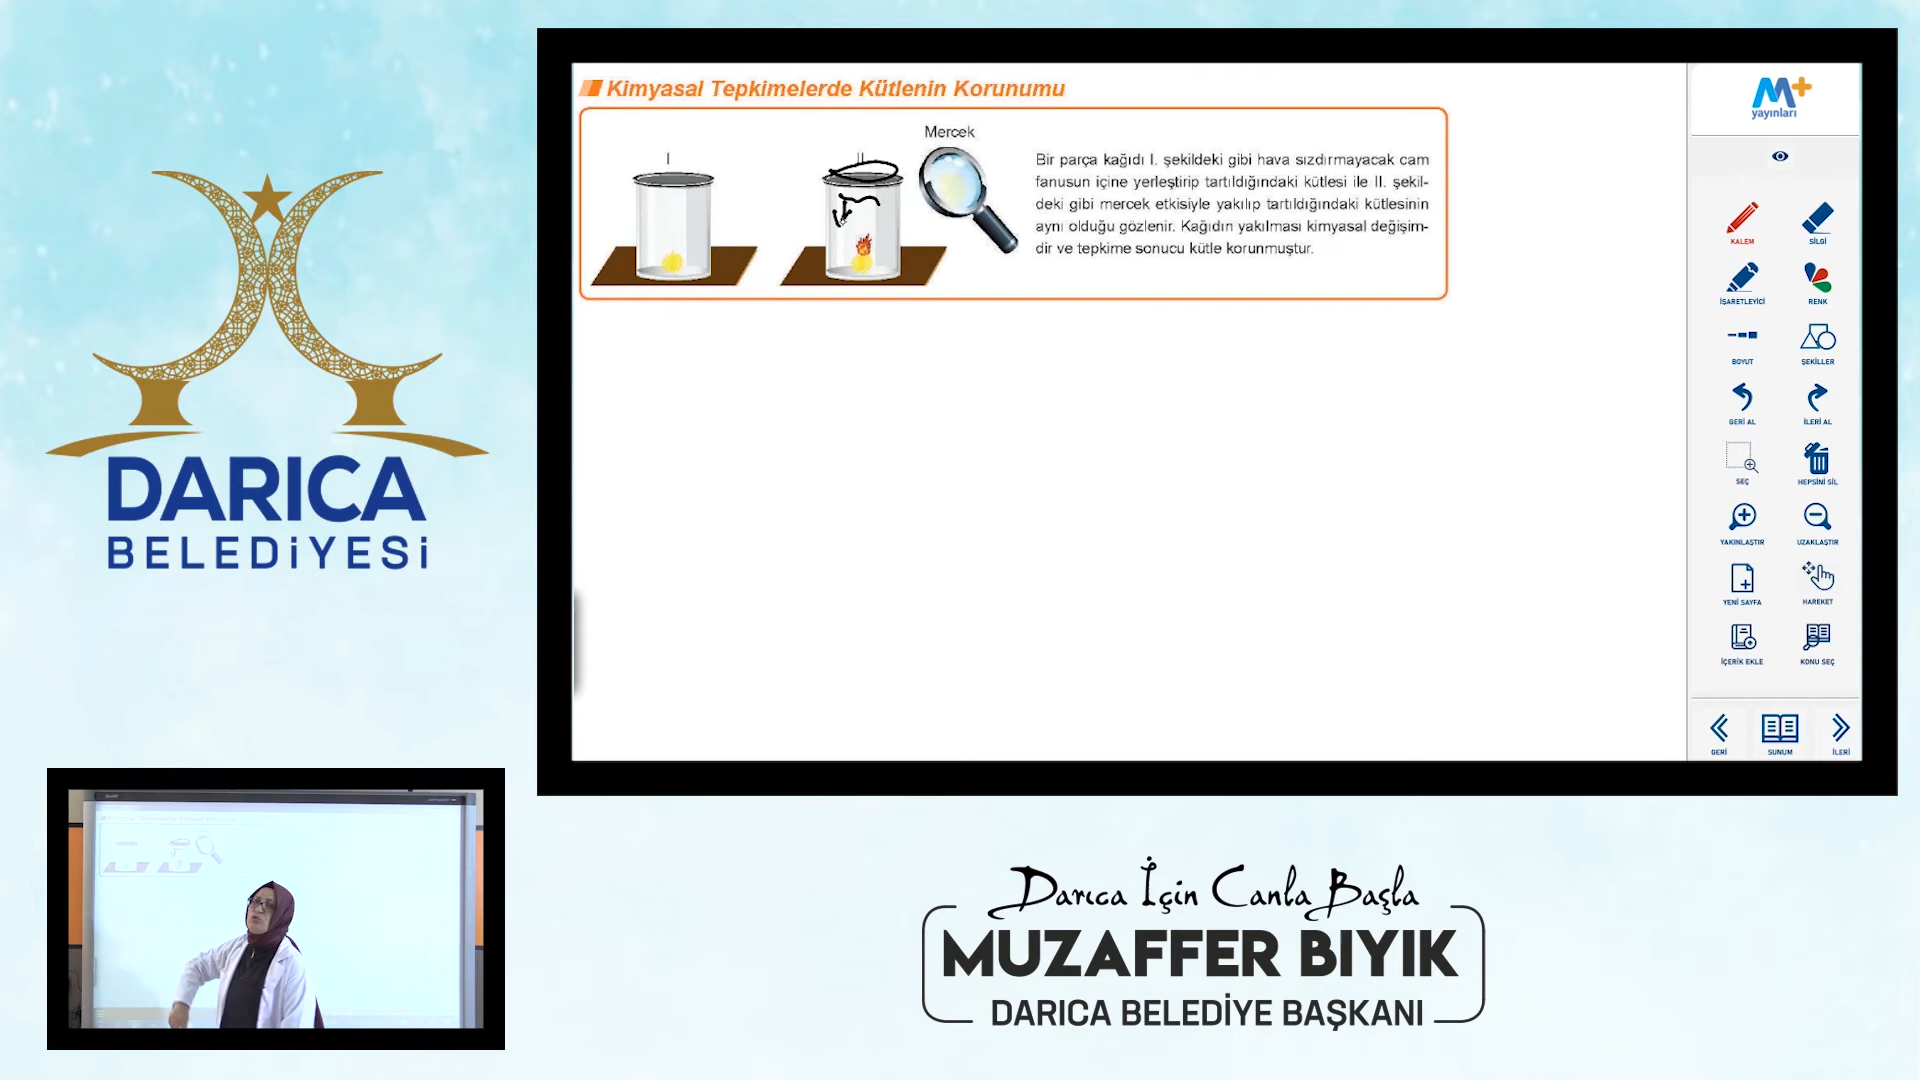 Kimyasal Tepkimelerde Kütlenin Korunumu
I
II
Mercek
Bir parça kağıdı I. şekildeki gibi hava sızdırmayacak cam
fanusun içine yerleştirip tartıldığındaki kütlesi ile II. şekil-
deki gibi mercek etkisiyle yakılıp tartıldığındaki kütlesinin
aynı olduğu gözlenir. Kağıdın yakılması kimyasal değişim-
dir ve tepkime sonucu kütle korunmuştur.
M+
yayınları
KALEM
SİLGİ
İŞARETLEYİCİ
RENK
BOYUT
ŞEKİLLER
GERİ AL
İLERİ AL
SEÇ
HEPSİNİ SİL
YAKINLAŞTIR
UZAKLAŞTIR
YENİ SAYFA
HAREKET
İÇERİK EKLE
KONU SEÇ
GERİ
SUNUM
İLERİ
DARICA
BELEDİYESİ
Darıca İçin Canla Başla
MUZAFFER BIYIK
DARICA BELEDİYE BAŞKANI